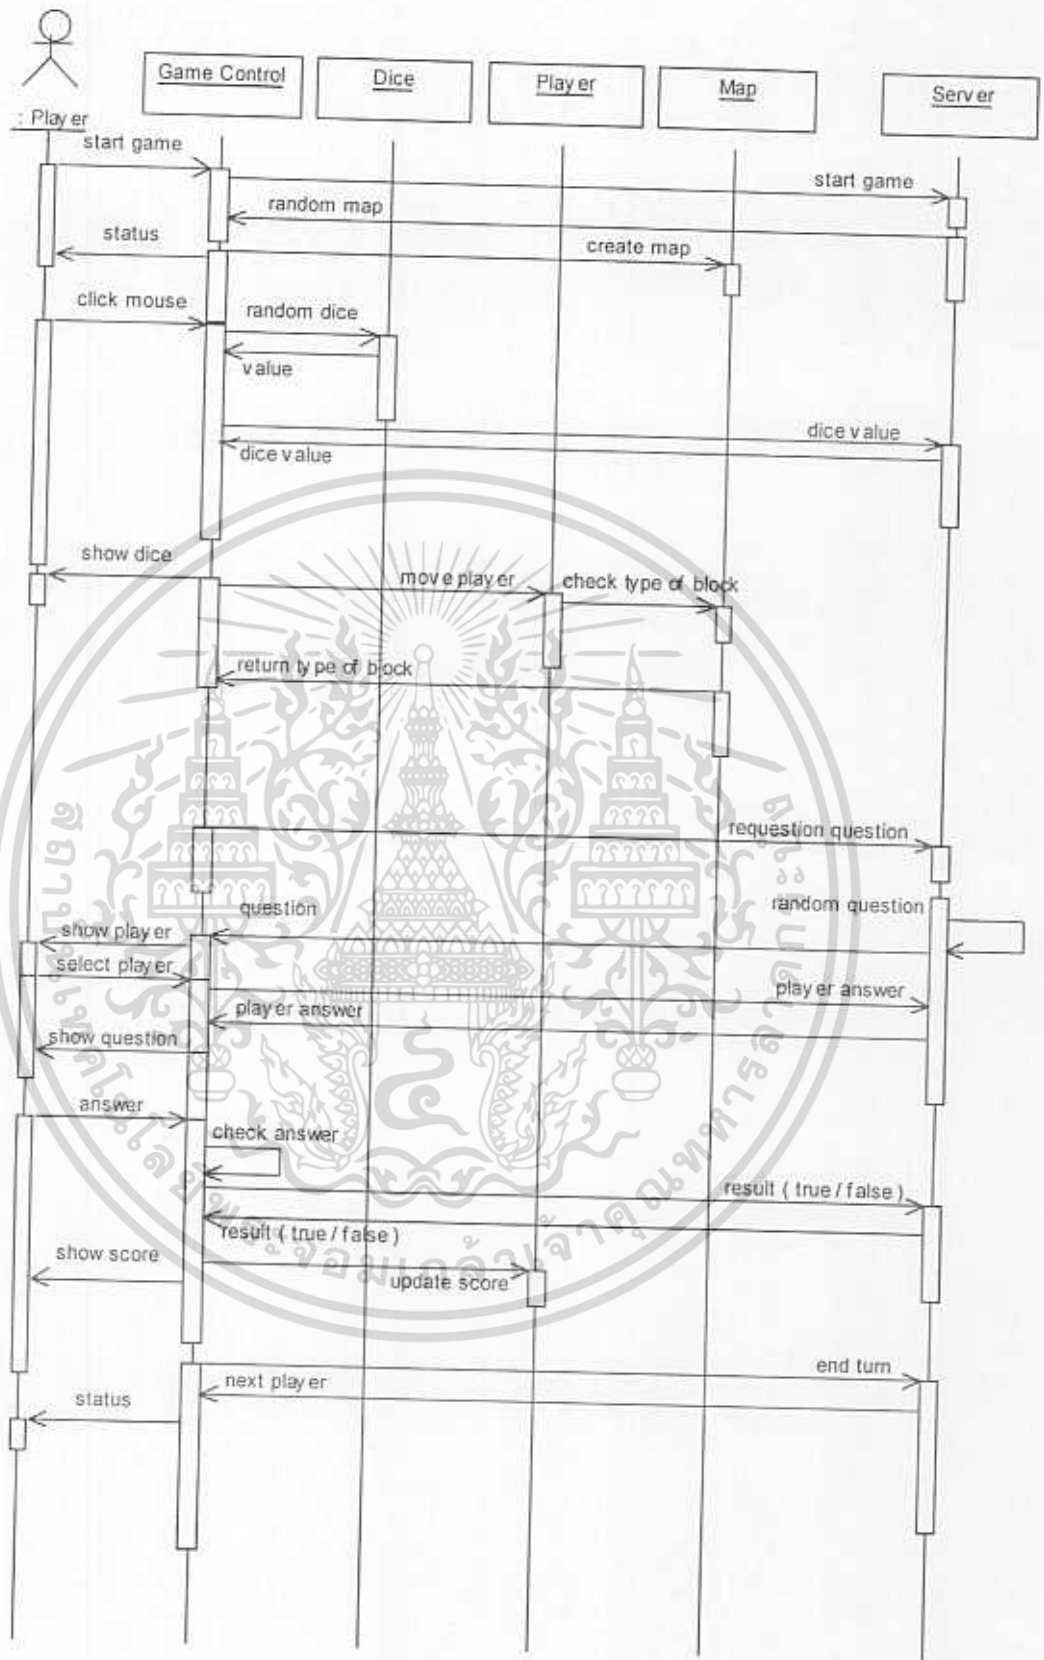 Game Control
Dice
Player
Map
Server
: Player
start game
start game
random map
status
create map
click mouse
random dice
value
dice value
dice value
show dice
move player
check type of block
return type of block
requestion question
random question
question
show player
select player
player answer
player answer
show question
answer
check answer
result ( true / false )
result ( true / false )
show score
update score
end turn
next player
status